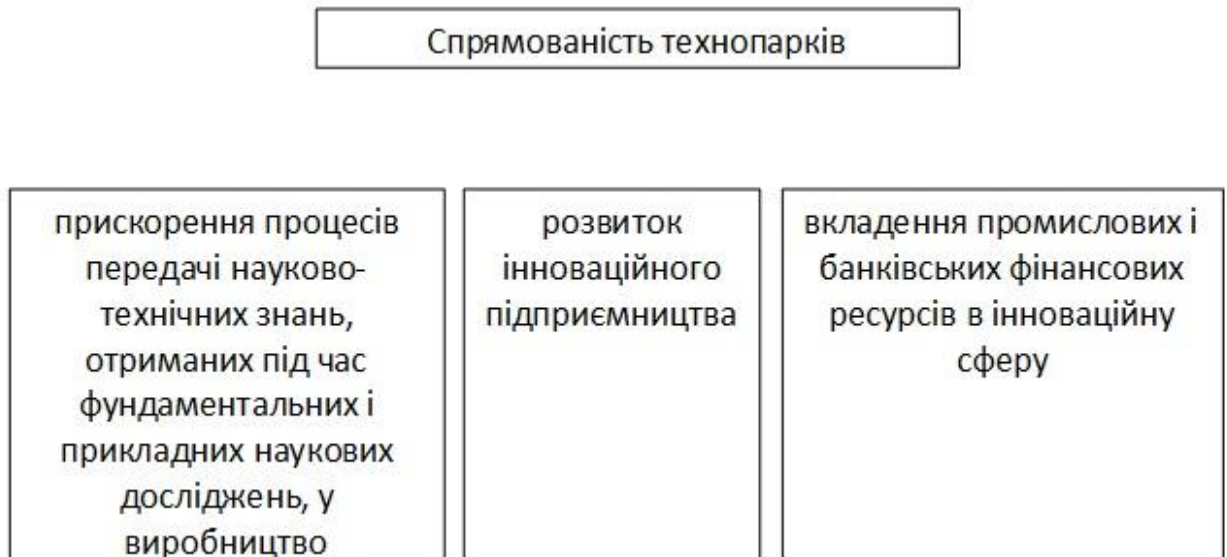 Спрямованість технопарків
прискорення процесів
передачі науково-
технічних знань,
отриманих під час
фундаментальних і
прикладних наукових
досліджень, у
виробництво
розвиток
інноваційного
підприємництва
вкладення промислових і
банківських фінансових
ресурсів в інноваційну
сферу